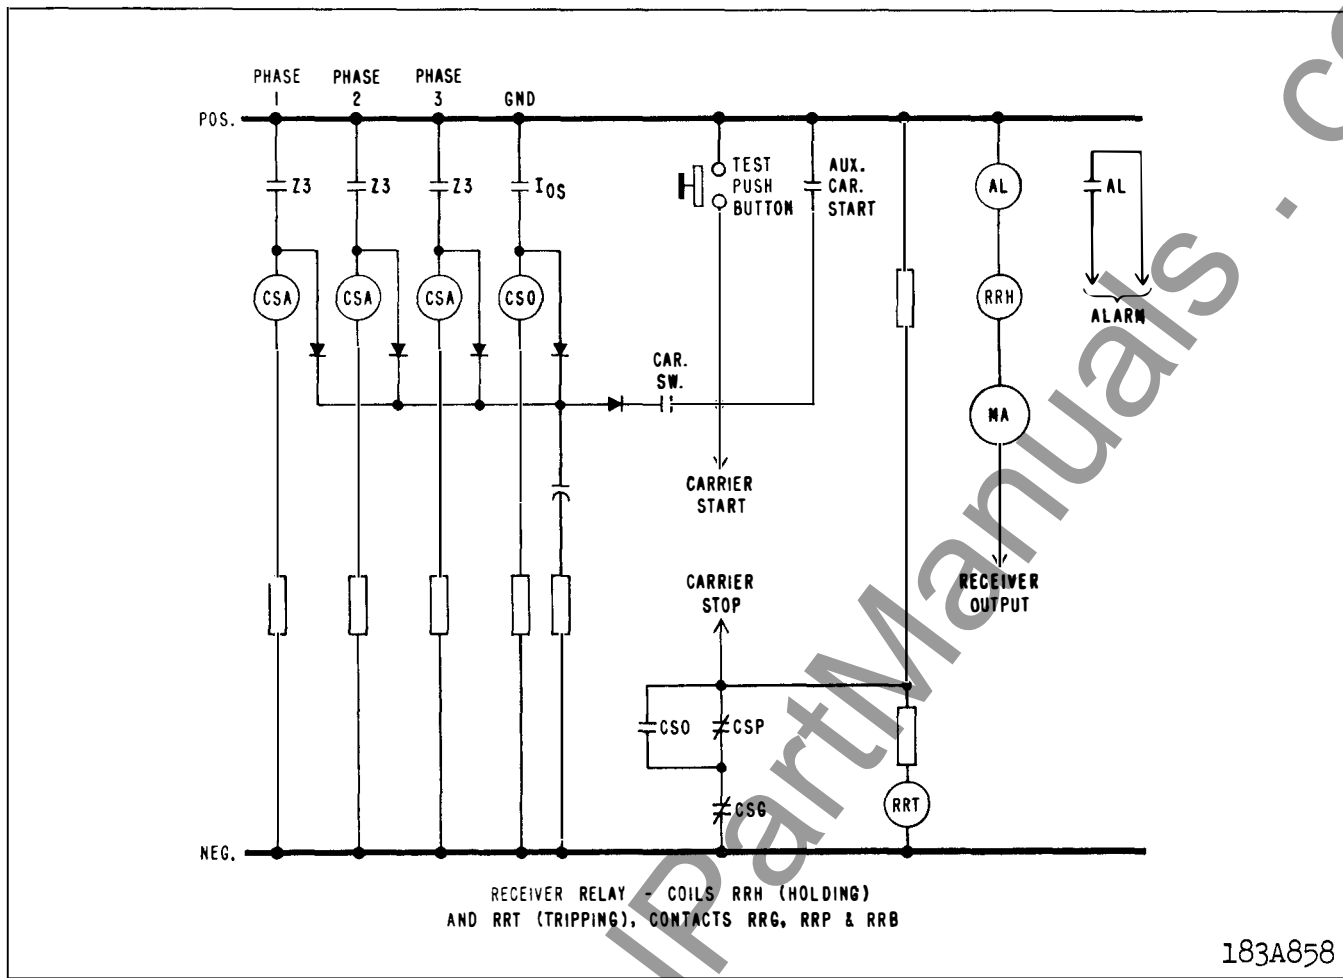 PHASE 1
PHASE 2
PHASE 3
GND
POS.
Z3
Z3
Z3
IOS
TEST PUSH BUTTON
AUX. CAR. START
AL
AL
CSA
CSA
CSA
CSO
RRH
ALARM
CAR. SW.
MA
CARRIER START
CARRIER STOP
RECEIVER OUTPUT
CSO
CSP
CSG
RRT
NEG.
RECEIVER RELAY - COILS RRH (HOLDING)
AND RRT (TRIPPING), CONTACTS RRG, RRP & RRB
183A858